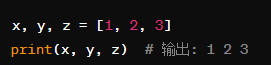 x, y, z = [1, 2, 3]
print(x, y, z)  # 输出: 1 2 3